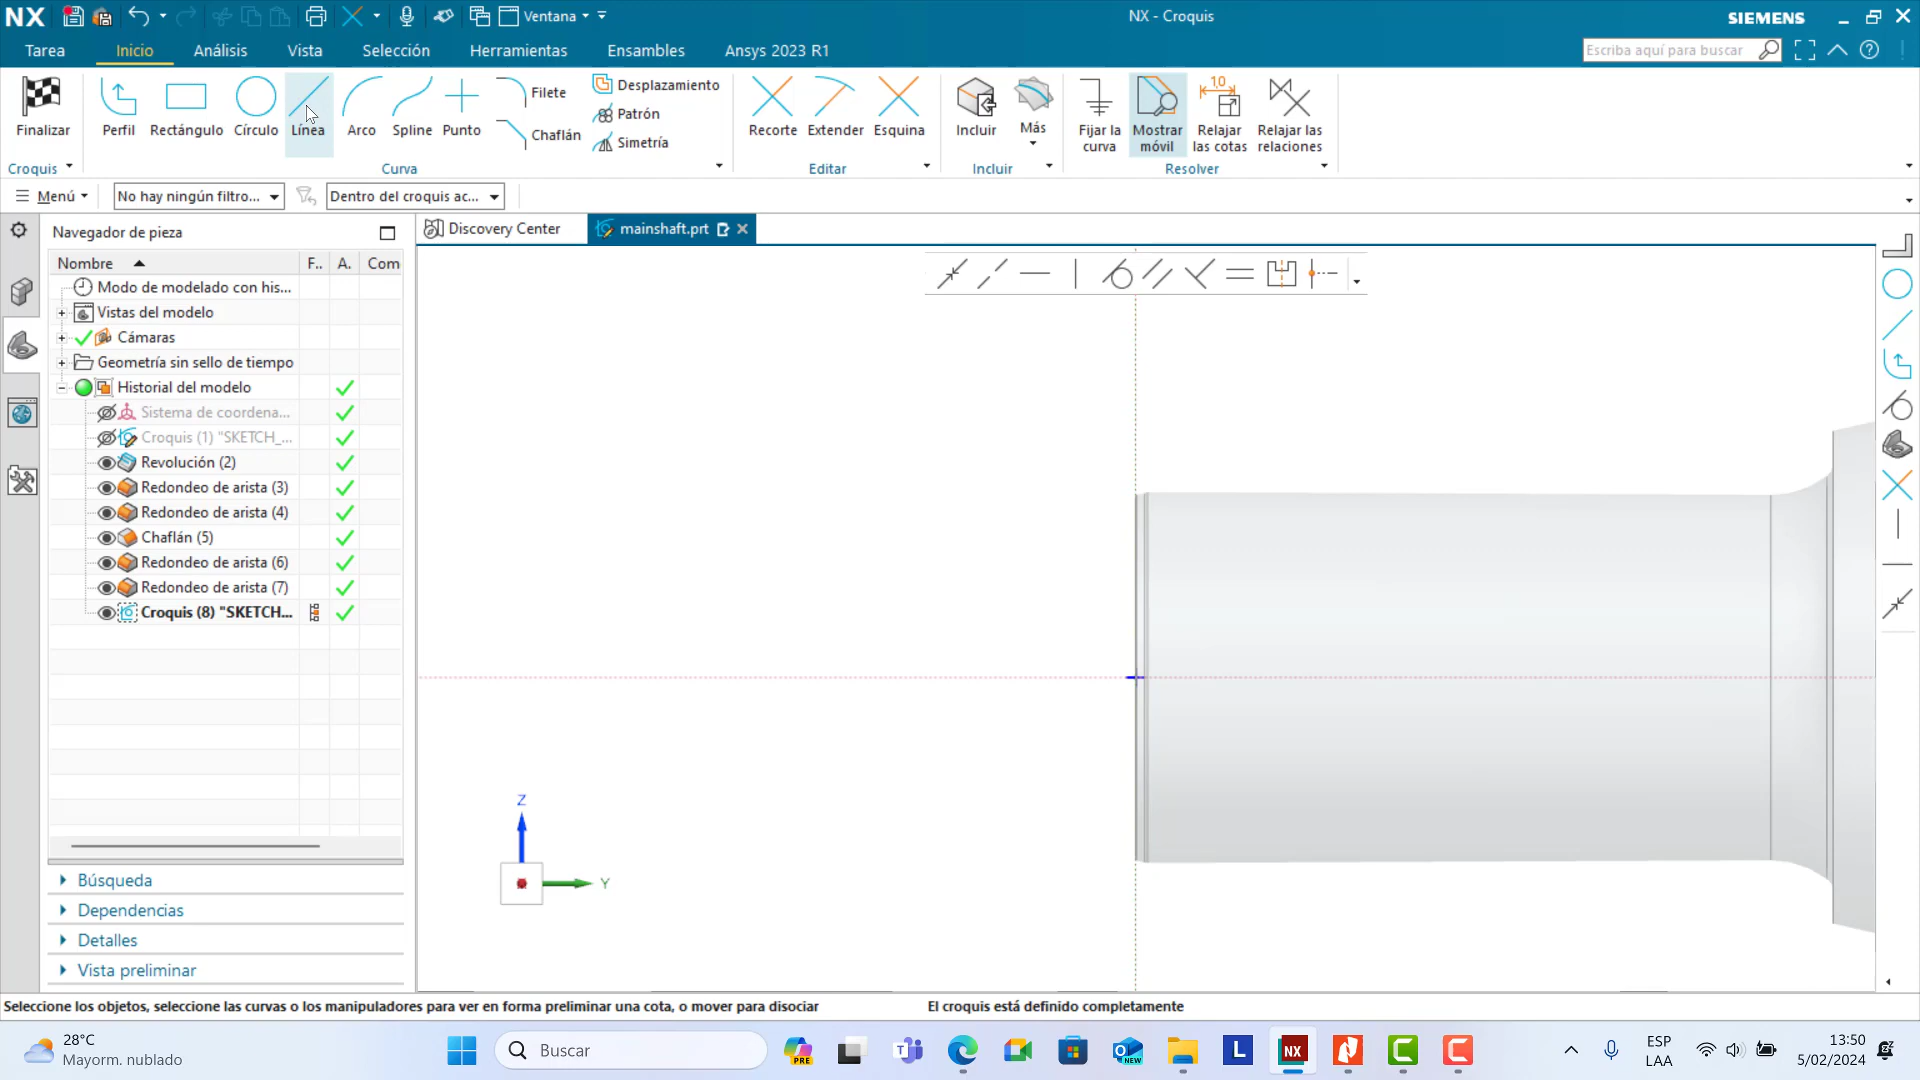 NX
Ventana
NX - Croquis
SIEMENS
Tarea
Inicio
Análisis
Vista
Selección
Herramientas
Ensambles
Ansys 2023 R1
Escriba aquí para buscar
Finalizar
Perfil
Rectángulo
Círculo
Línea
Arco
Spline
Punto
Filete
Chaflán
Desplazamiento
Patrón
Simetría
Recorte
Extender
Esquina
Incluir
Más
Fijar la
curva
Mostrar
móvil
Relajar
las cotas
Relajar las
relaciones
Croquis
Curva
Editar
Incluir
Resolver
Menú
No hay ningún filtro...
Dentro del croquis ac...
Navegador de pieza
Discovery Center
mainshaft.prt
Nombre
F..
A.
Com
Modo de modelado con his...
Vistas del modelo
Cámaras
Geometría sin sello de tiempo
Historial del modelo
Sistema de coordena...
Croquis (1) "SKETCH_...
Revolución (2)
Redondeo de arista (3)
Redondeo de arista (4)
Chaflán (5)
Redondeo de arista (6)
Redondeo de arista (7)
Croquis (8) "SKETCH...
Z
Y
Búsqueda
Dependencias
Detalles
Vista preliminar
Seleccione los objetos, seleccione las curvas o los manipuladores para ver en forma preliminar una cota, o mover para disociar
El croquis está definido completamente
28°C
Mayorm. nublado
Buscar
PRE
NEW
L
NX
ESP
LAA
13:50
5/02/2024